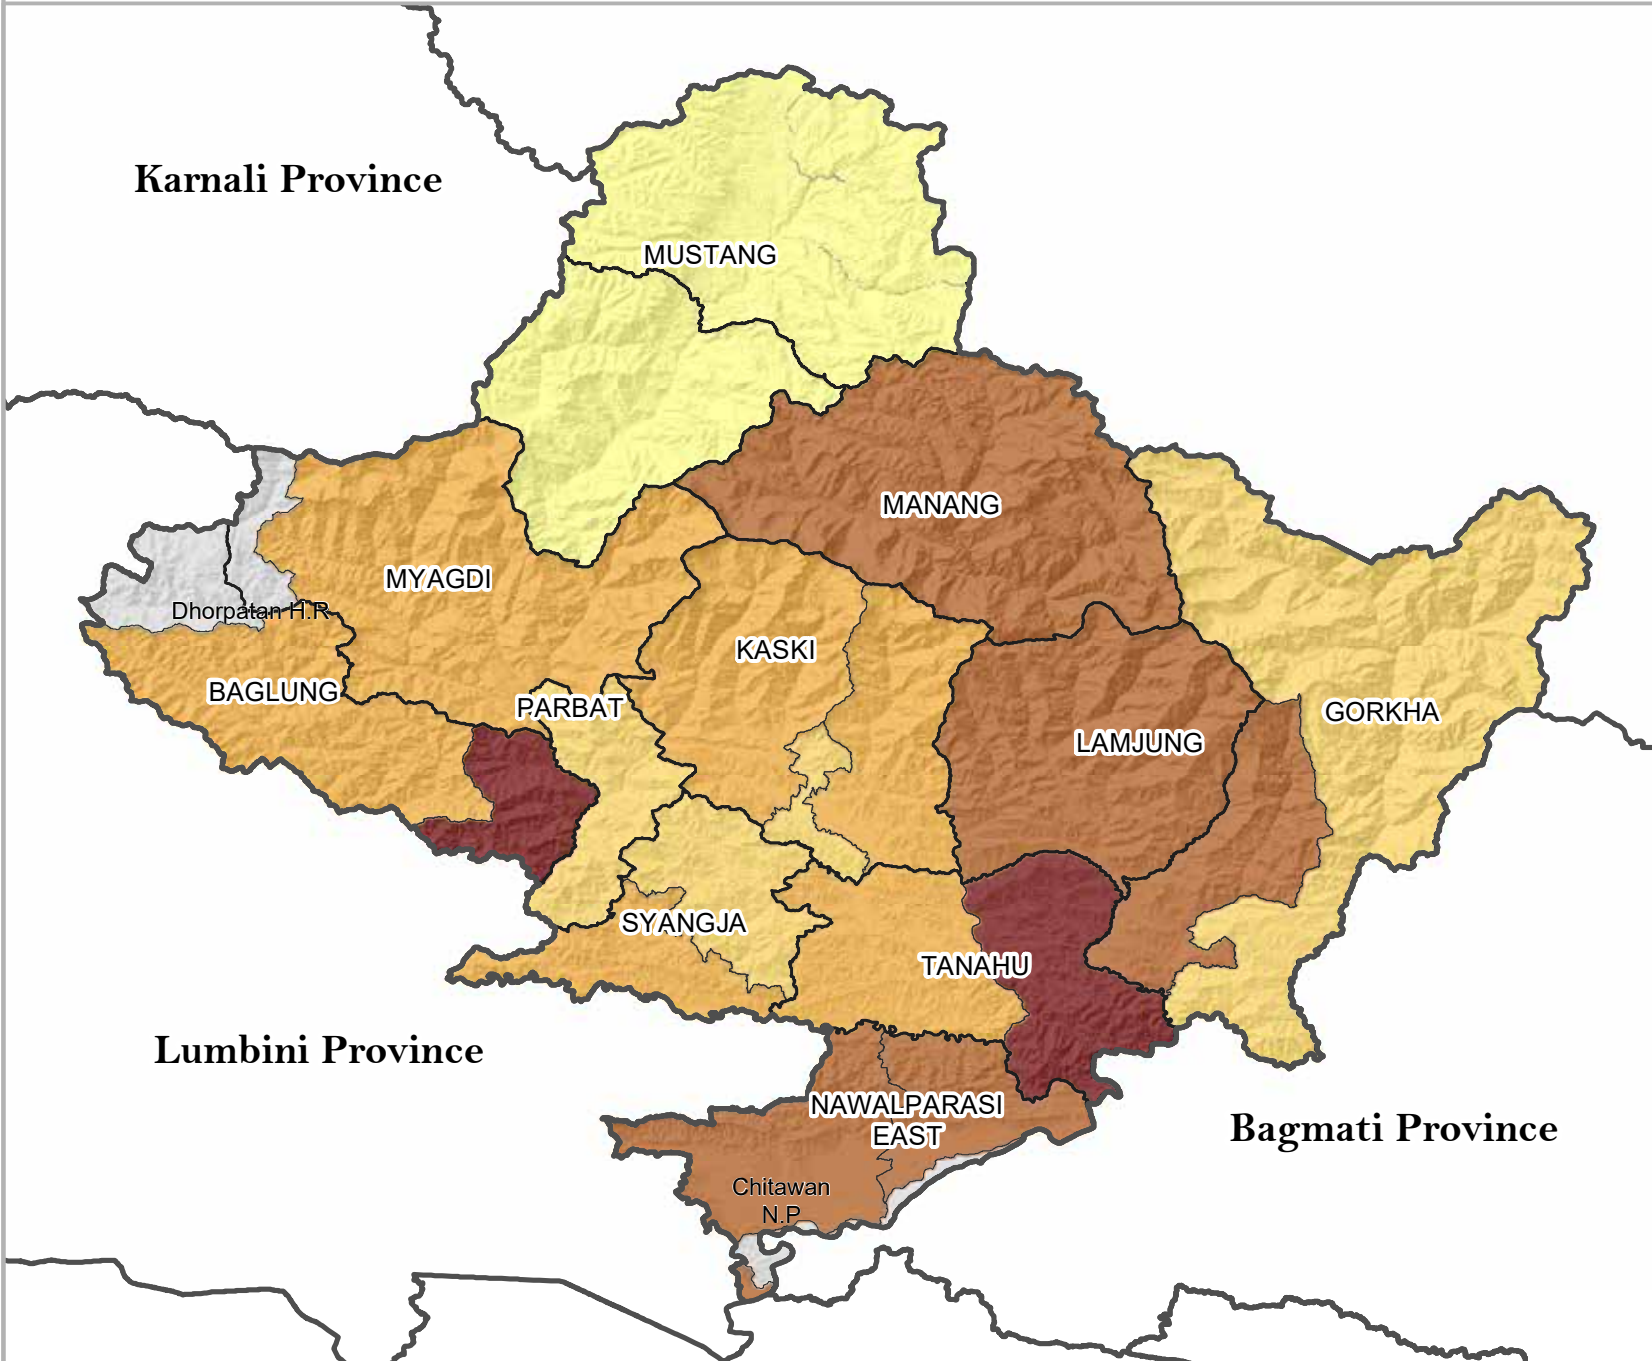 Karnali Province
MUSTANG
MANANG
MYAGDI
Dhorpatan H.R
KASKI
BAGLUNG
PARBAT
GORKHA
LAMJUNG
SYANGJA
TANAHU
Lumbini Province
NAWALPARASI
EAST
Bagmati Province
Chitawan
N.P